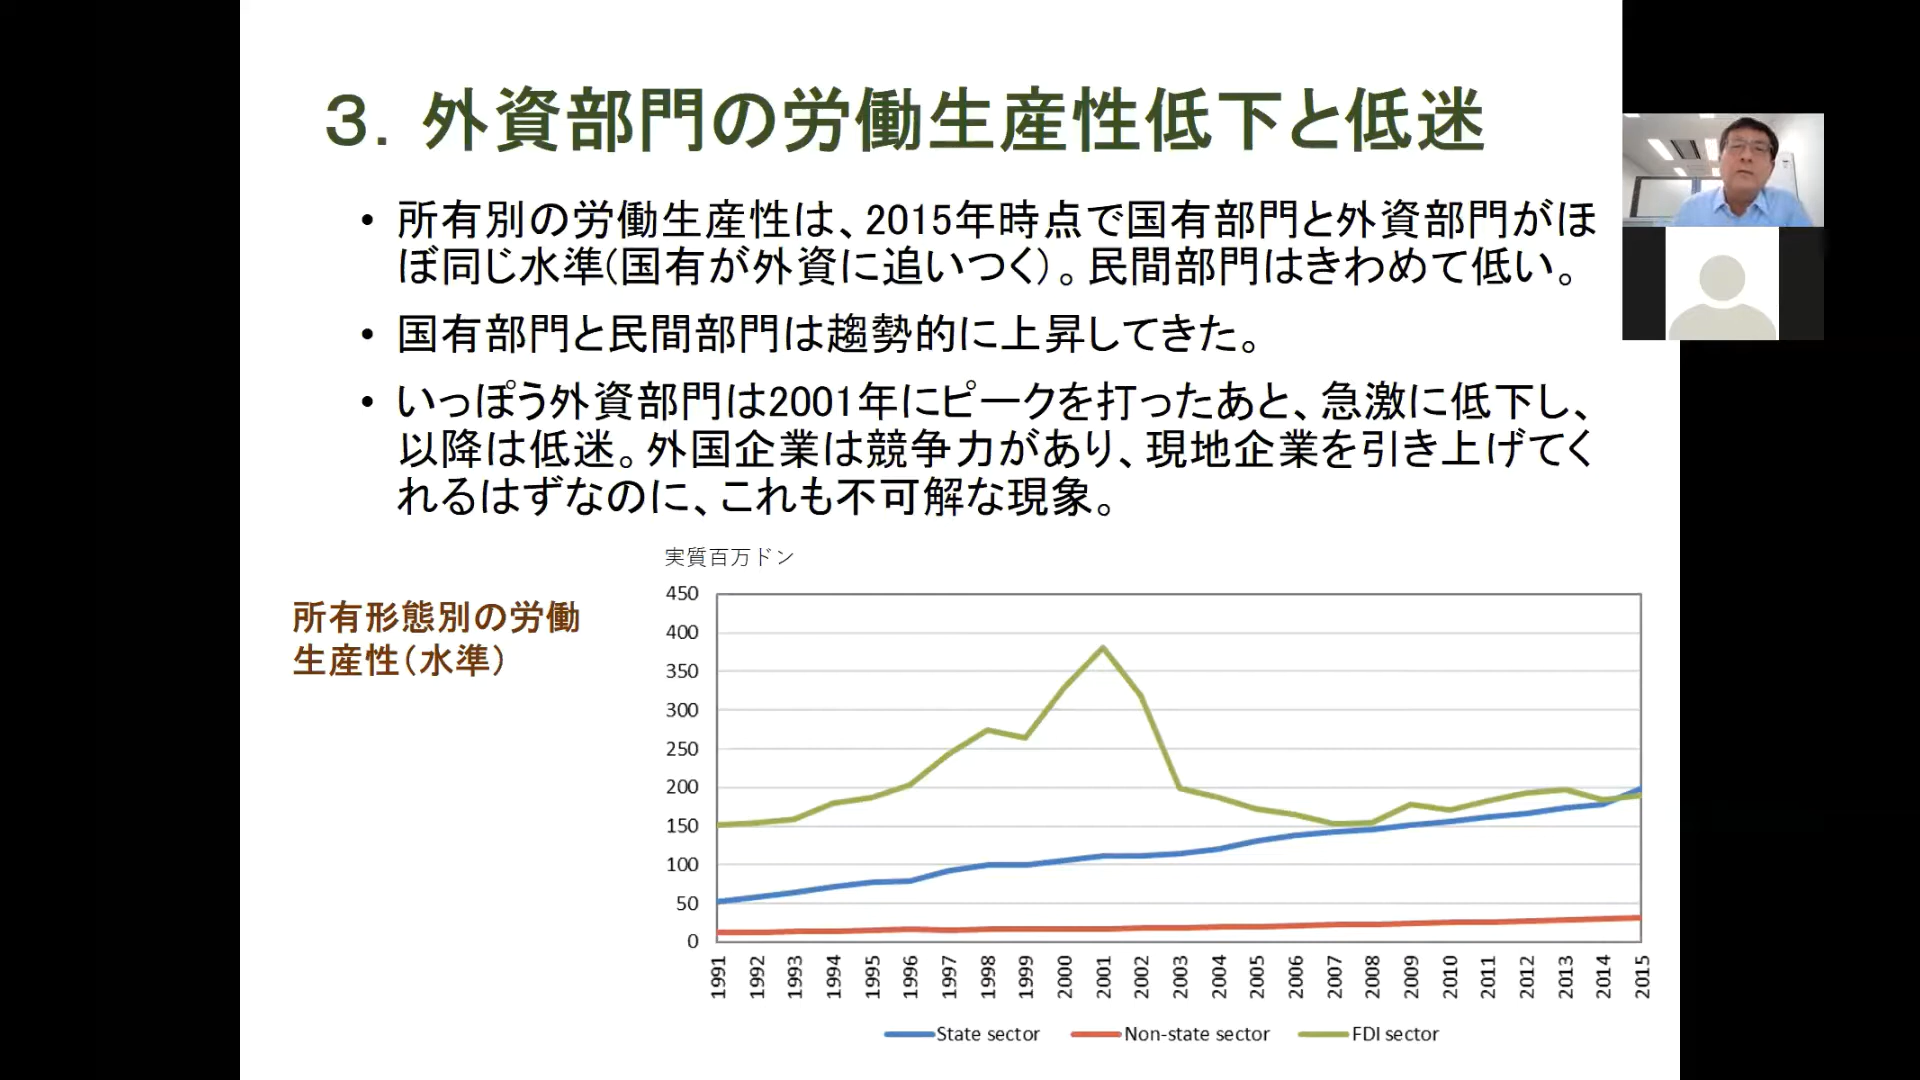 ３．外資部門の労働生産性低下と低迷
• 所有別の労働生産性は、2015年時点で国有部門と外資部門がほ
ぼ同じ水準(国有が外資に追いつく)。民間部門はきわめて低い。
• 国有部門と民間部門は趨勢的に上昇してきた。
• いっぽう外資部門は2001年にピークを打ったあと、急激に低下し、
以降は低迷。外国企業は競争力があり、現地企業を引き上げてく
れるはずなのに、これも不可解な現象。
実質百万ドン
所有形態別の労働
生産性(水準)
450
400
350
300
250
200
150
100
50
0
1991 1992 1993 1994 1995 1996 1997 1998 1999 2000 2001 2002 2003 2004 2005 2006 2007 2008 2009 2010 2011 2012 2013 2014 2015
State sector Non-state sector FDI sector